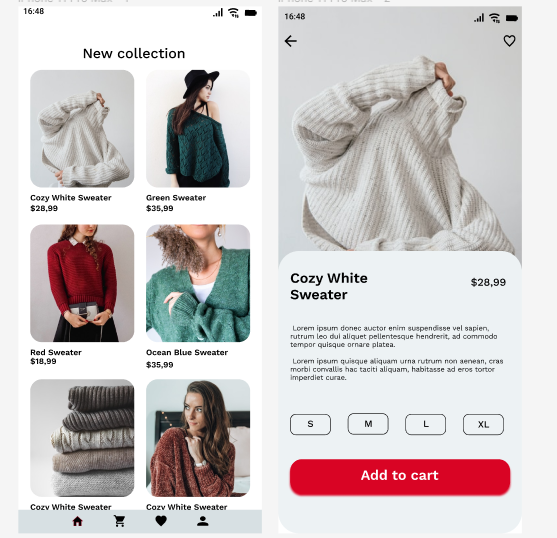 16:48
New collection
Cozy White Sweater
$28,99
Green Sweater
$35,99
Red Sweater
$18,99
Ocean Blue Sweater
$35,99
Cozy White Sweater
Cozy White Sweater
16:48
Cozy White
Sweater
$28,99
Lorem ipsum donec auctor enim suspendisse vel sapien,
rutrum leo dui aliquet pellentesque hendrerit, ad commodo
tempor quisque ornare platea.
Lorem ipsum quisque aliquam urna rutrum non aenean, cras
morbi convallis hac taciti aliquam, habitasse ad eros tortor
imperdiet curae.
S
M
L
XL
Add to cart